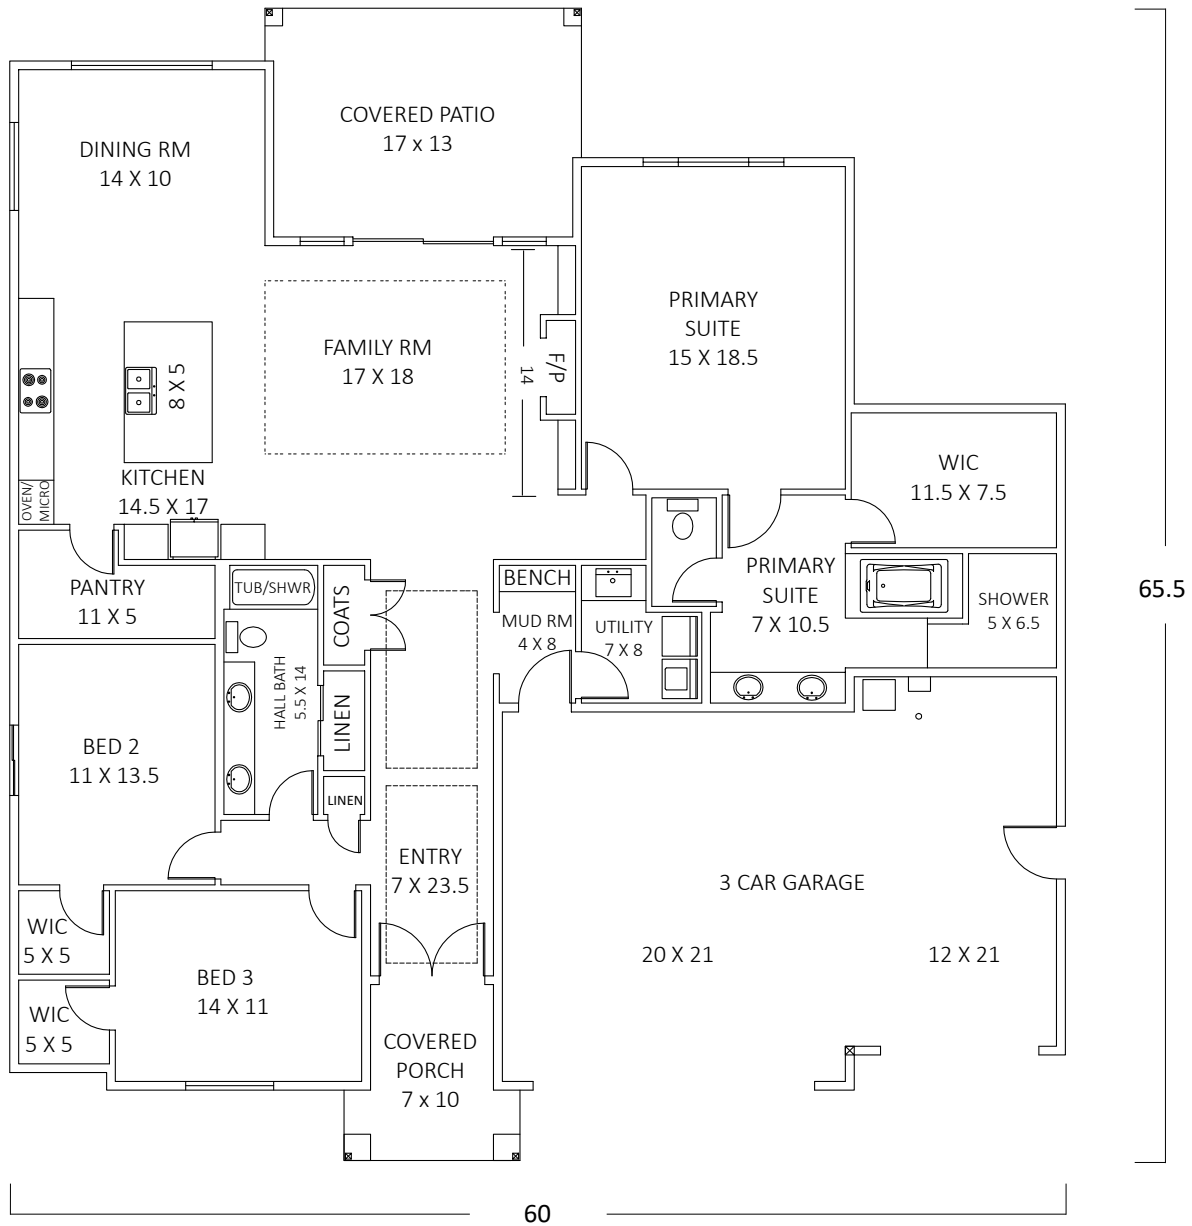 COVERED PATIO
17 x 13
DINING RM
14 X 10
PRIMARY
SUITE
15 X 18.5
FAMILY RM
17 X 18
14
F/P
8 X 5
KITCHEN
14.5 X 17
OVEN/
MICRO
WIC
11.5 X 7.5
PANTRY
11 X 5
TUB/SHWR
COATS
BENCH
MUD RM
4 X 8
UTILITY
7 X 8
PRIMARY
SUITE
7 X 10.5
SHOWER
5 X 6.5
65.5
HALL BATH
5.5 X 14
LINEN
BED 2
11 X 13.5
LINEN
ENTRY
7 X 23.5
3 CAR GARAGE
20 X 21
12 X 21
WIC
5 X 5
BED 3
14 X 11
WIC
5 X 5
COVERED
PORCH
7 x 10
60